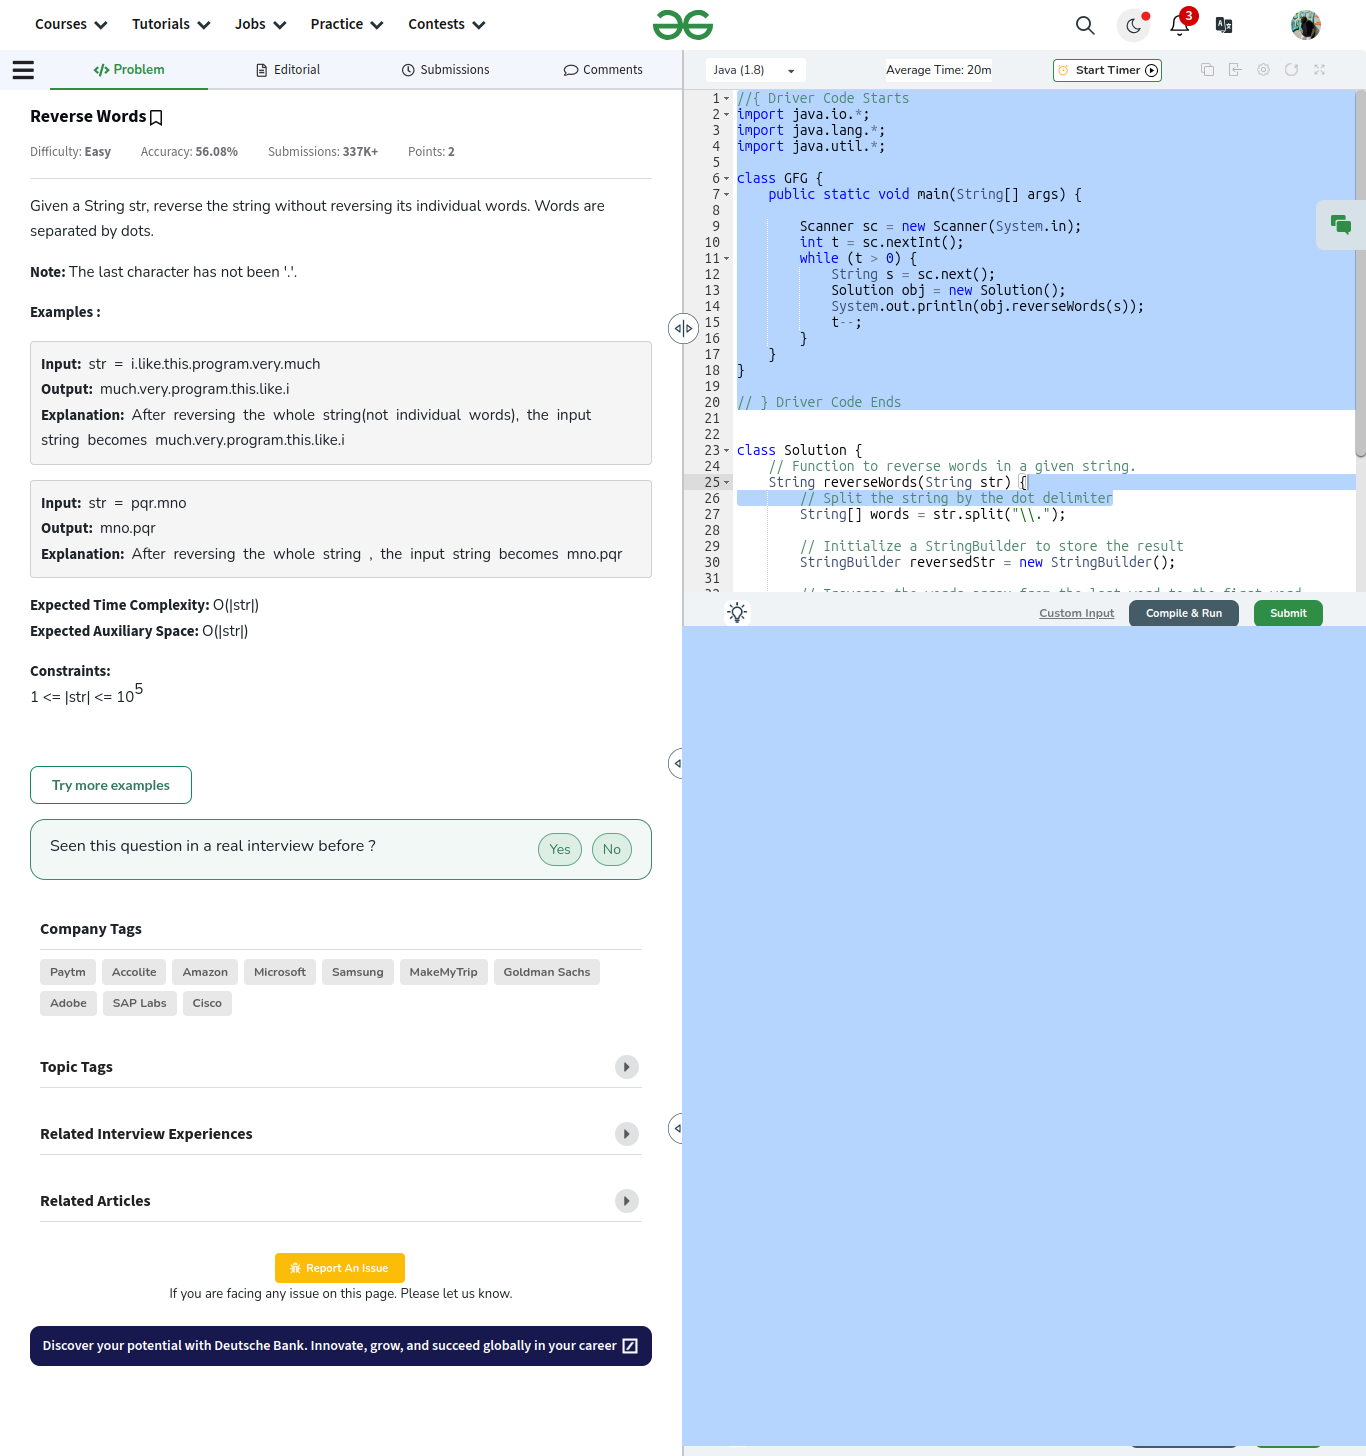 Courses Tutorials Jobs Practice Contests
3
Problem Editorial Submissions Comments
Reverse Words
Difficulty: Easy Accuracy: 56.08% Submissions: 337K+ Points: 2
Given a String str, reverse the string without reversing its individual words. Words are
separated by dots.
Note: The last character has not been '.'.
Examples :
Input: str = i.like.this.program.very.much
Output: much.very.program.this.like.i
Explanation: After reversing the whole string(not individual words), the input
string becomes much.very.program.this.like.i
Input: str = pqr.mno
Output: mno.pqr
Explanation: After reversing the whole string , the input string becomes mno.pqr
Expected Time Complexity: O(|str|)
Expected Auxiliary Space: O(|str|)
Constraints:
1 <= |str| <= 10^5
Try more examples
Seen this question in a real interview before ? Yes No
Company Tags
Paytm Accolite Amazon Microsoft Samsung MakeMyTrip Goldman Sachs
Adobe SAP Labs Cisco
Topic Tags
Related Interview Experiences
Related Articles
Report An Issue
If you are facing any issue on this page. Please let us know.
Discover your potential with Deutsche Bank. Innovate, grow, and succeed globally in your career
Java (1.8) Average Time: 20m Start Timer
1 //{ Driver Code Starts
2 import java.io.*;
3 import java.lang.*;
4 import java.util.*;
5
6 class GFG {
7 public static void main(String[] args) {
8
9 Scanner sc = new Scanner(System.in);
10 int t = sc.nextInt();
11 while (t > 0) {
12 String s = sc.next();
13 Solution obj = new Solution();
14 System.out.println(obj.reverseWords(s));
15 t--;
16 }
17 }
18 }
19
20 // } Driver Code Ends
21
22
23 class Solution {
24 // Function to reverse words in a given string.
25 String reverseWords(String str) {
26 // Split the string by the dot delimiter
27 String[] words = str.split("\\.");
28
29 // Initialize a StringBuilder to store the result
30 StringBuilder reversedStr = new StringBuilder();
31
32 // Traverse the words array from the last word to the first word
Custom Input Compile & Run Submit